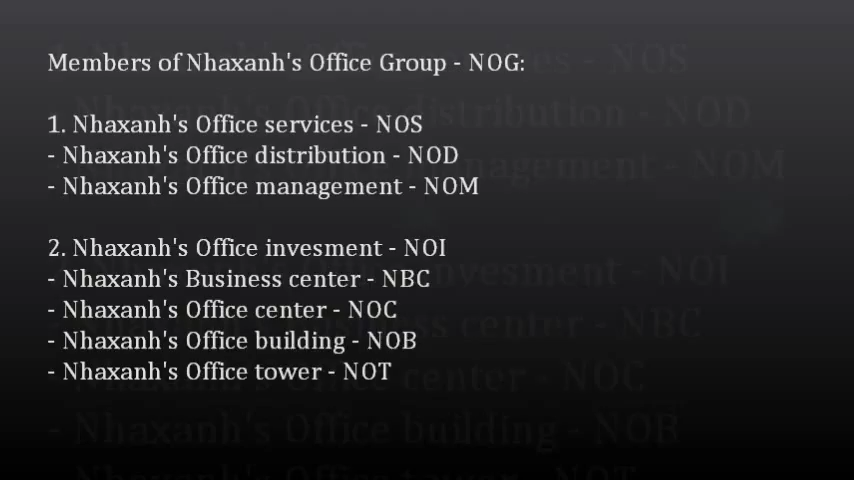 Members of Nhaxanh's Office Group - NOG:
1. Nhaxanh's Office services - NOS
- Nhaxanh's Office distribution - NOD
- Nhaxanh's Office management - NOM
2. Nhaxanh's Office invesment - NOI
- Nhaxanh's Business center - NBC
- Nhaxanh's Office center - NOC
- Nhaxanh's Office building - NOB
- Nhaxanh's Office tower - NOT